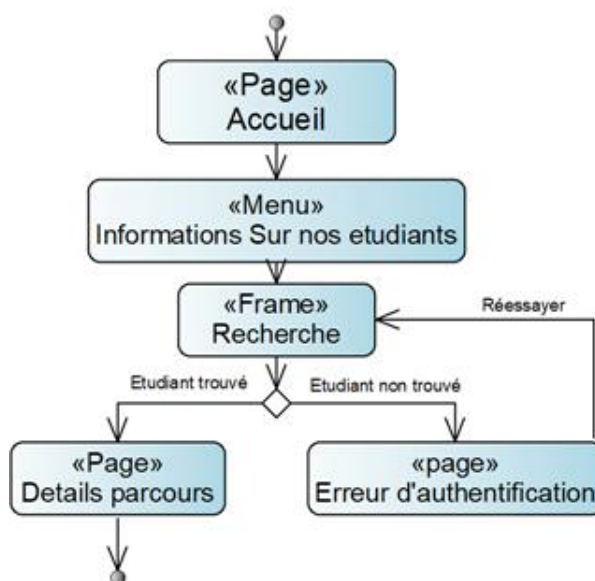 «Page»
Accueil
«Menu»
Informations Sur nos etudiants
«Frame»
Recherche
Réessayer
Etudiant trouvé
Etudiant non trouvé
«Page»
Details parcours
«page»
Erreur d'authentification